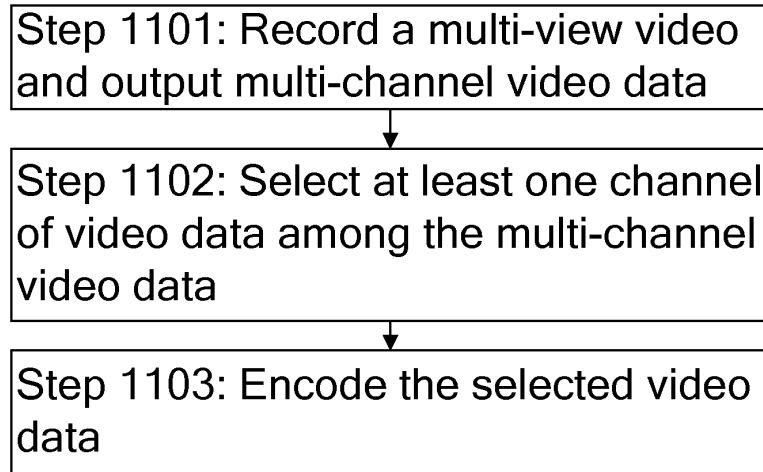 Step 1101: Record a multi-view video
and output multi-channel video data
Step 1102: Select at least one channel
of video data among the multi-channel
video data
Step 1103: Encode the selected video
data